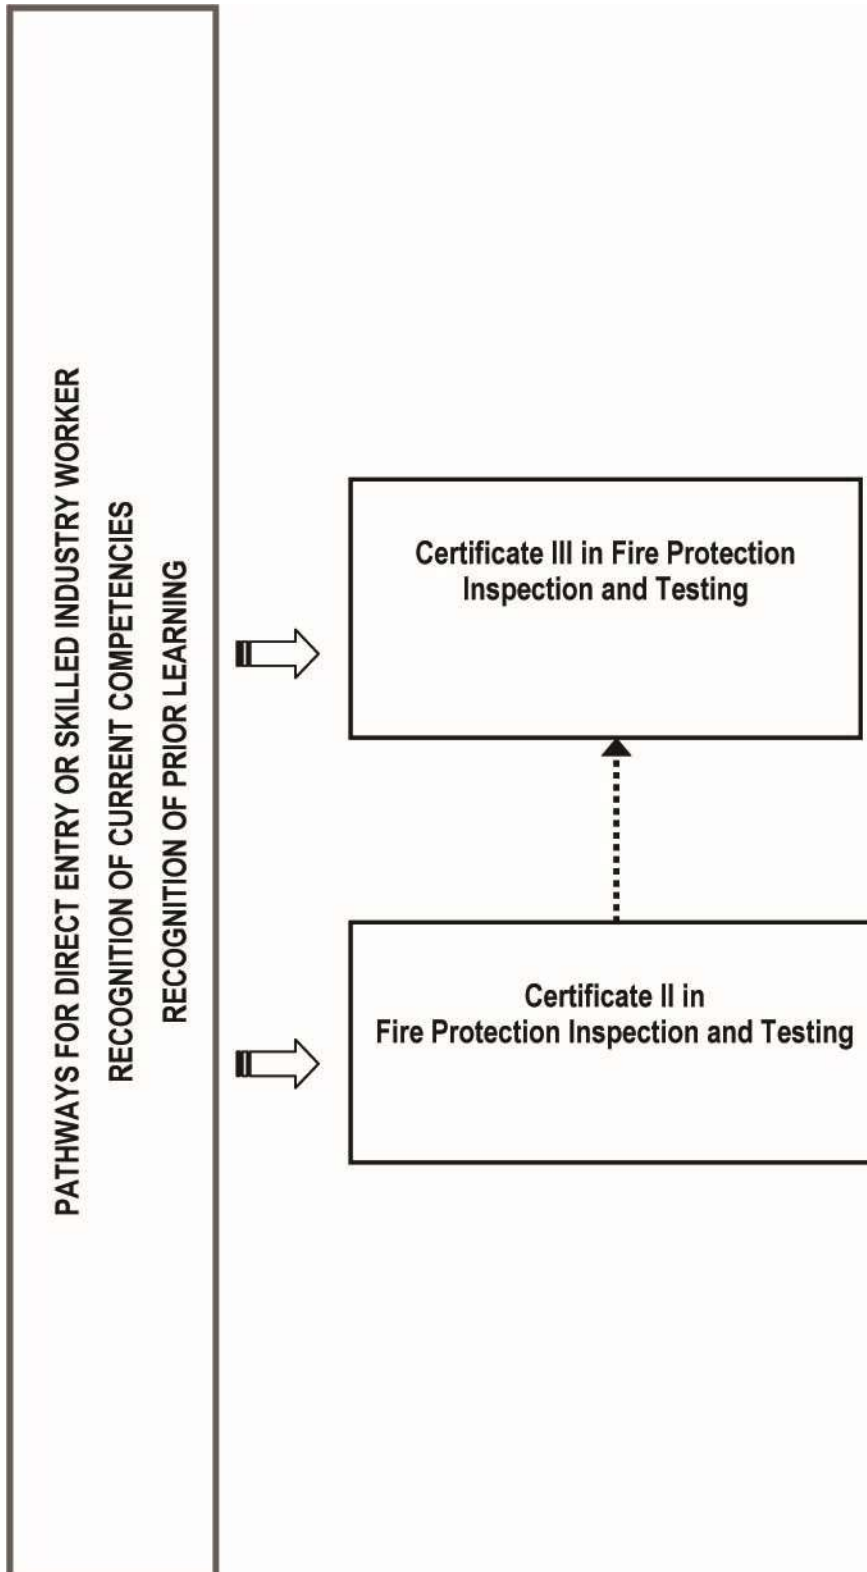 PATHWAYS FOR DIRECT ENTRY OR SKILLED INDUSTRY WORKER
RECOGNITION OF CURRENT COMPETENCIES
RECOGNITION OF PRIOR LEARNING
Certificate III in Fire Protection
Inspection and Testing
Certificate II in
Fire Protection Inspection and Testing